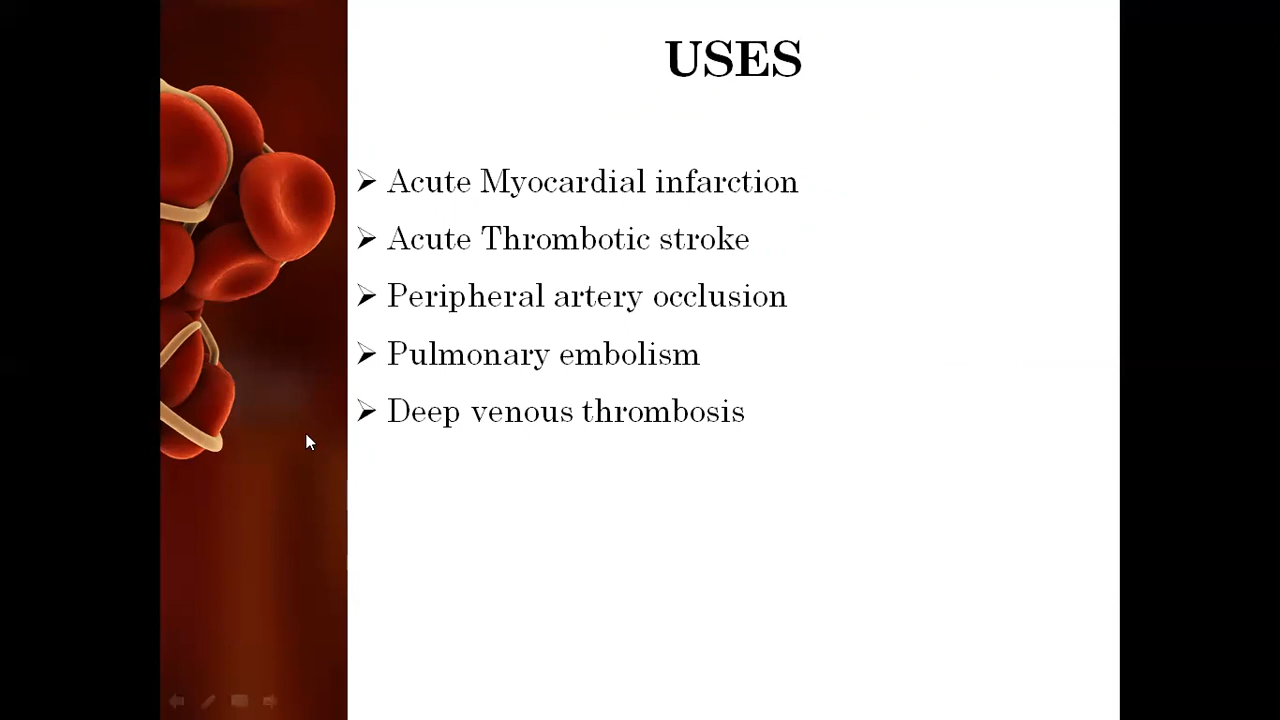 USES
➢ Acute Myocardial infarction
➢ Acute Thrombotic stroke
➢ Peripheral artery occlusion
➢ Pulmonary embolism
➢ Deep venous thrombosis